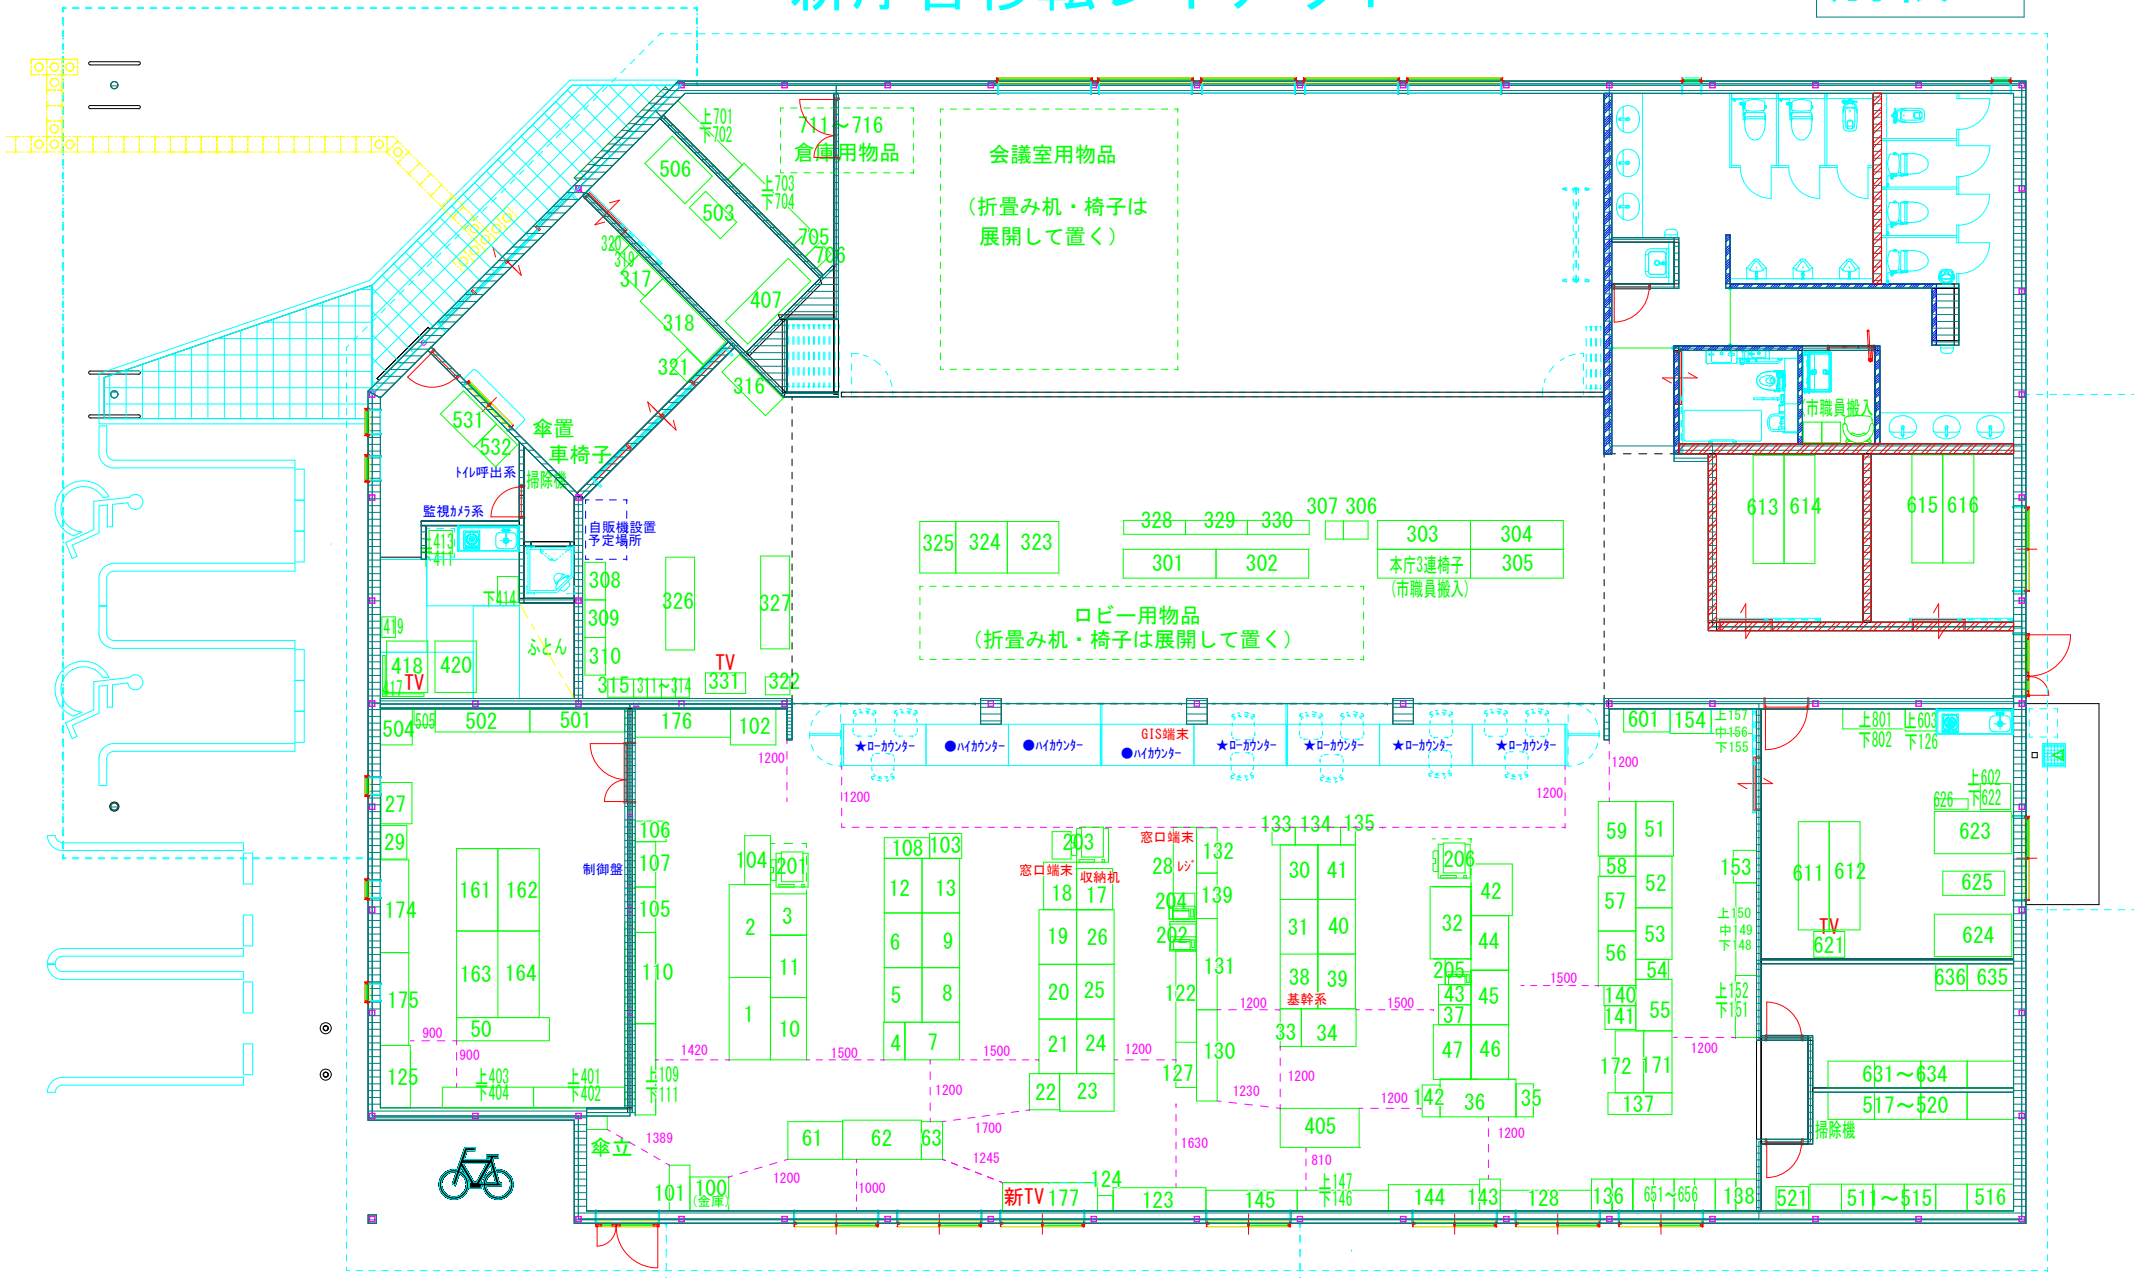 新庁舎移転レイアウト
上701
下702
711～716
倉庫用物品
会議室用物品
(折畳み机・椅子は
展開して置く)
506
上703
下704
503
705
706
320
319
317
407
318
321
316
531
532
傘置
車椅子
掃除機
ﾄｲﾚ呼出系
監視ｶﾒﾗ系
413
411
自販機設置
予定場所
市職員搬入
613
614
615
616
307
306
328
329
330
303
304
325
324
323
301
302
本庁3連椅子
(市職員搬入)
305
308
309
310
326
327
下414
419
418
420
417
TV
ふとん
ロビー用物品
(折畳み机・椅子は展開して置く)
TV
315
311～314
331
322
504
505
502
501
176
102
★ﾛｰｶｳﾝﾀｰ
●ﾊｲｶｳﾝﾀｰ
●ﾊｲｶｳﾝﾀｰ
GIS端末
●ﾊｲｶｳﾝﾀｰ
★ﾛｰｶｳﾝﾀｰ
★ﾛｰｶｳﾝﾀｰ
★ﾛｰｶｳﾝﾀｰ
★ﾛｰｶｳﾝﾀｰ
601
154
上157
中156
下155
上801
下802
上603
下126
1200
1200
1200
1200
上602
下622
626
623
27
29
106
107
制御盤
105
110
104
201
108
103
203
窓口端末
収納机
窓口端末
28
ﾚｼﾞ
204
202
133
134
135
132
139
206
59
51
58
52
57
53
56
54
153
上150
中149
下148
611
612
TV
621
625
624
174
175
125
161
162
163
164
50
900
900
2
3
11
1
10
12
13
6
9
5
8
4
7
18
17
19
26
20
25
21
24
22
23
131
122
130
127
30
41
31
40
38
39
基幹系
33
34
32
42
44
205
43
45
37
47
46
142
36
35
1500
140
141
55
172
171
137
上152
下151
1200
1200
1500
636
635
631～634
517～520
掃除機
上403
下404
上401
下402
上109
下111
1420
1500
1500
1200
1200
1200
1230
1200
1200
1700
1245
1389
1200
1000
1630
810
傘立
61
62
63
405
101
100
(金庫)
新TV
177
124
123
145
上147
下146
144
143
128
136
651～656
138
521
511～515
516